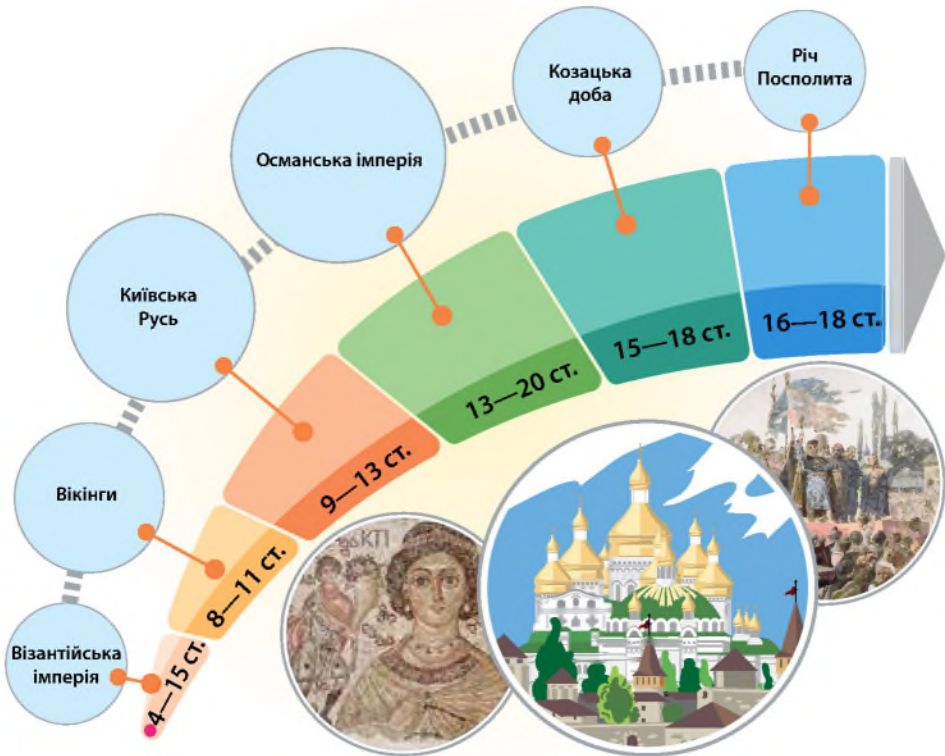 Козацька
доба
Річ
Посполита
Османська імперія
Київська
Русь
Вікінги
Візантійська
імперія
4—15 ст.
8—11 ст.
9—13 ст.
13—20 ст.
15—18 ст.
16—18 ст.
КТІ